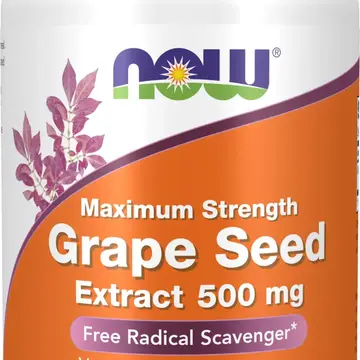 NOW®
Maximum Strength
Grape Seed
Extract 500 mg
Free Radical Scavenger*